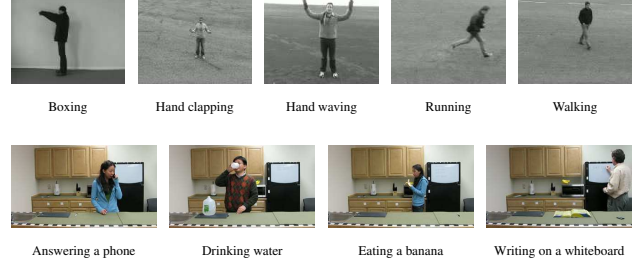 Boxing
Hand clapping
Hand waving
Running
Walking
Answering a phone
Drinking water
Eating a banana
Writing on a whiteboard